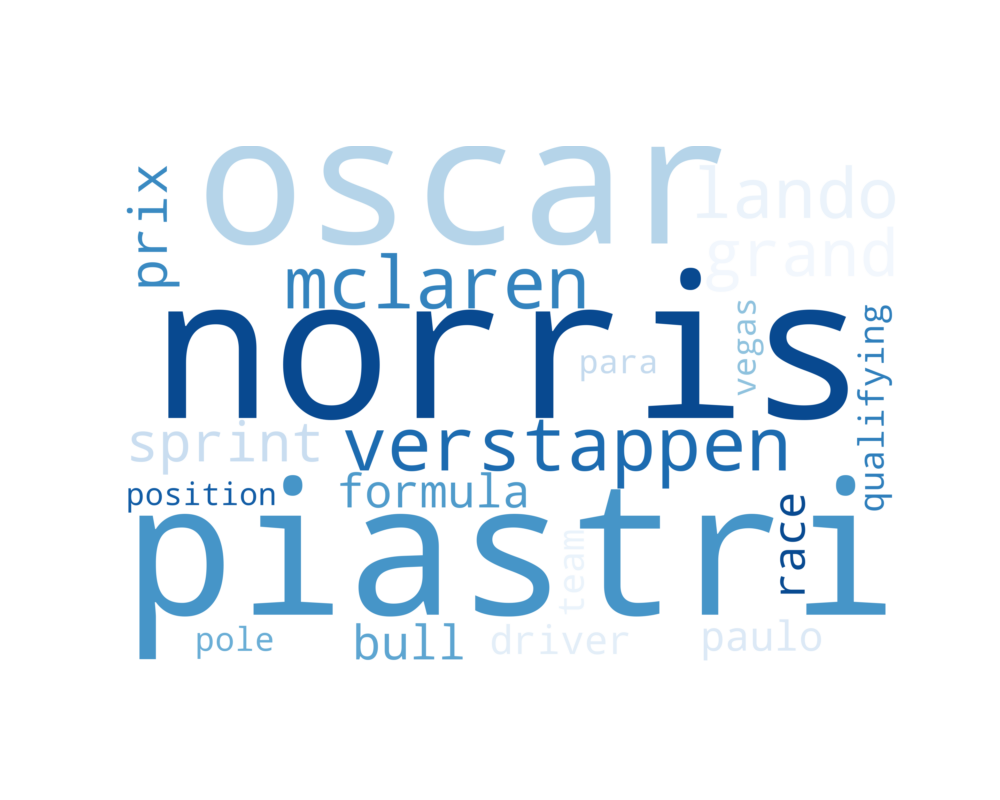 oscar
prix
lando
grand
mclaren
norris
vegas
para
qualifying
sprint
verstappen
position
formula
piastri
race
team
pole
bull
driver
paulo